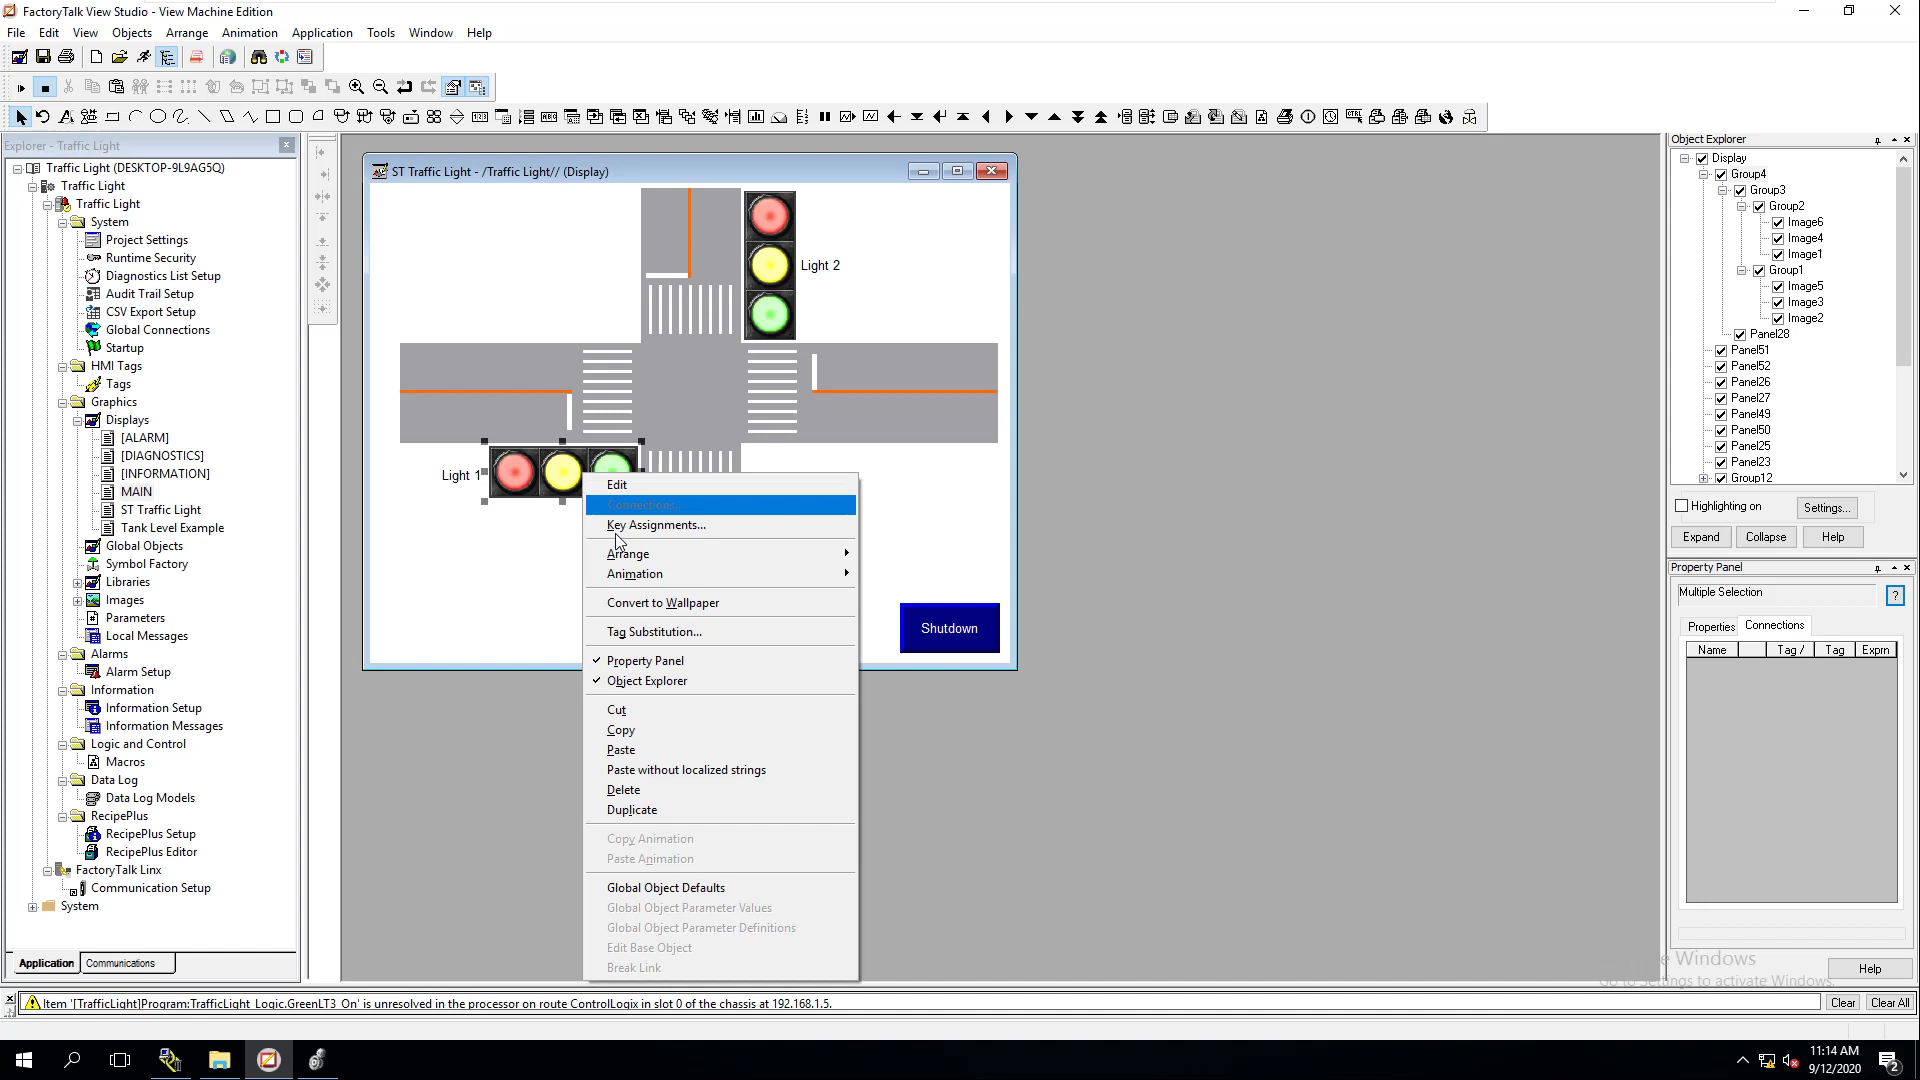 FactoryTalk View Studio - View Machine Edition
File Edit View Objects Arrange Animation Application Tools Window Help
Explorer - Traffic Light
Traffic Light (DESKTOP-9L9AG5Q)
Traffic Light
Traffic Light
System
Project Settings
Runtime Security
Diagnostics List Setup
Audit Trail Setup
CSV Export Setup
Global Connections
Startup
HMI Tags
Tags
Graphics
Displays
[ALARM]
[DIAGNOSTICS]
[INFORMATION]
MAIN
ST Traffic Light
Tank Level Example
Global Objects
Symbol Factory
Libraries
Images
Parameters
Local Messages
Alarms
Alarm Setup
Information
Information Setup
Information Messages
Logic and Control
Macros
Data Log
Data Log Models
RecipePlus
RecipePlus Setup
RecipePlus Editor
FactoryTalk Linx
Communication Setup
System
Application Communications
ST Traffic Light - /Traffic Light// (Display)
Light 2
Light 1
Shutdown
Edit
Connections...
Key Assignments...
Arrange
Animation
Convert to Wallpaper
Tag Substitution...
Property Panel
Object Explorer
Cut
Copy
Paste
Paste without localized strings
Delete
Duplicate
Copy Animation
Paste Animation
Global Object Defaults
Global Object Parameter Values
Global Object Parameter Definitions
Edit Base Object
Break Link
Object Explorer
Display
Group4
Group3
Group2
Image6
Image4
Image1
Group1
Image5
Image3
Image2
Panel28
Panel51
Panel52
Panel26
Panel27
Panel49
Panel50
Panel25
Panel23
Group12
Highlighting on Settings...
Expand Collapse Help
Property Panel
Multiple Selection ?
Properties Connections
Name Tag / Tag Exprn
Windows
Settings to activate Windows.
Help
Item '[TrafficLight]Program:TrafficLight_Logic.GreenLT3_On' is unresolved in the processor on route ControlLogix in slot 0 of the chassis at 192.168.1.5.
Clear Clear All
11:14 AM
9/12/2020
2